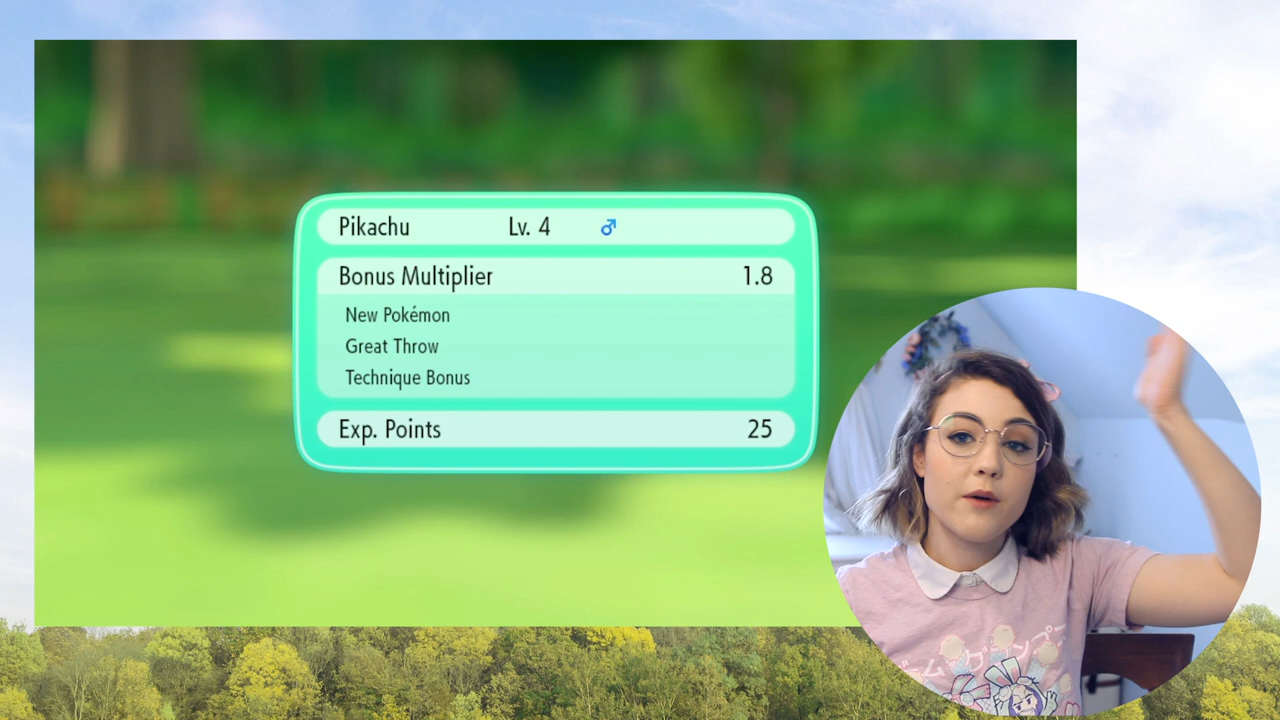 Pikachu Lv. 4 ♂
Bonus Multiplier 1.8
New Pokémon
Great Throw
Technique Bonus
Exp. Points 25